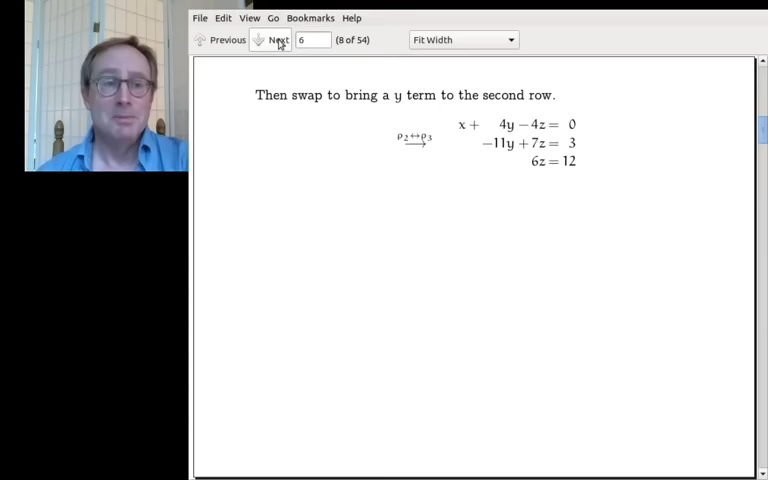 File Edit View Go Bookmarks Help
Previous Next 6 (8 of 54) Fit Width
Then swap to bring a y term to the second row.
x + 4y − 4z = 0
ρ₂↔ρ₃ −11y + 7z = 3
⟶
6z = 12